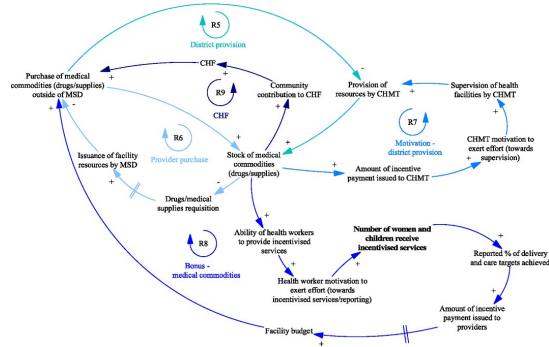 R5
District provision
CHF
R9
CHF
Purchase of medical
commodities (drugs/supplies)
outside of MSD
Community
contribution to CHF
Provision of
resources by CHMT
Supervision of health
facilities by CHMT
R7
Motivation -
district provision
R6
Provider purchase
CHMT motivation to
exert effort (towards
supervision)
Issuance of facility
resources by MSD
Stock of medical
commodities
(drugs/supplies)
Amount of incentive
payment issued to CHMT
Drugs/medical
supplies requisition
R8
Bonus -
medical commodities
Ability of health workers
to provide incentivised
services
Number of women and
children receive
incentivised services
Reported % of delivery
and care targets achieved
Health worker motivation to
exert effort (towards
incentivised services/reporting)
Amount of incentive
payment issued to
providers
Facility budget